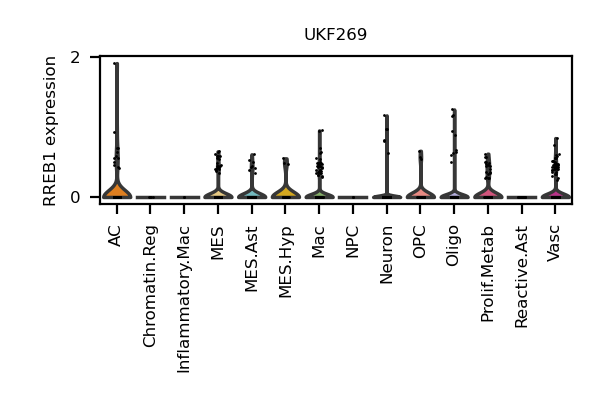 UKF269
RREB1 expression
2
0
AC
Chromatin.Reg
Inflammatory.Mac
MES
MES.Ast
MES.Hyp
Mac
NPC
Neuron
OPC
Oligo
Prolif.Metab
Reactive.Ast
Vasc